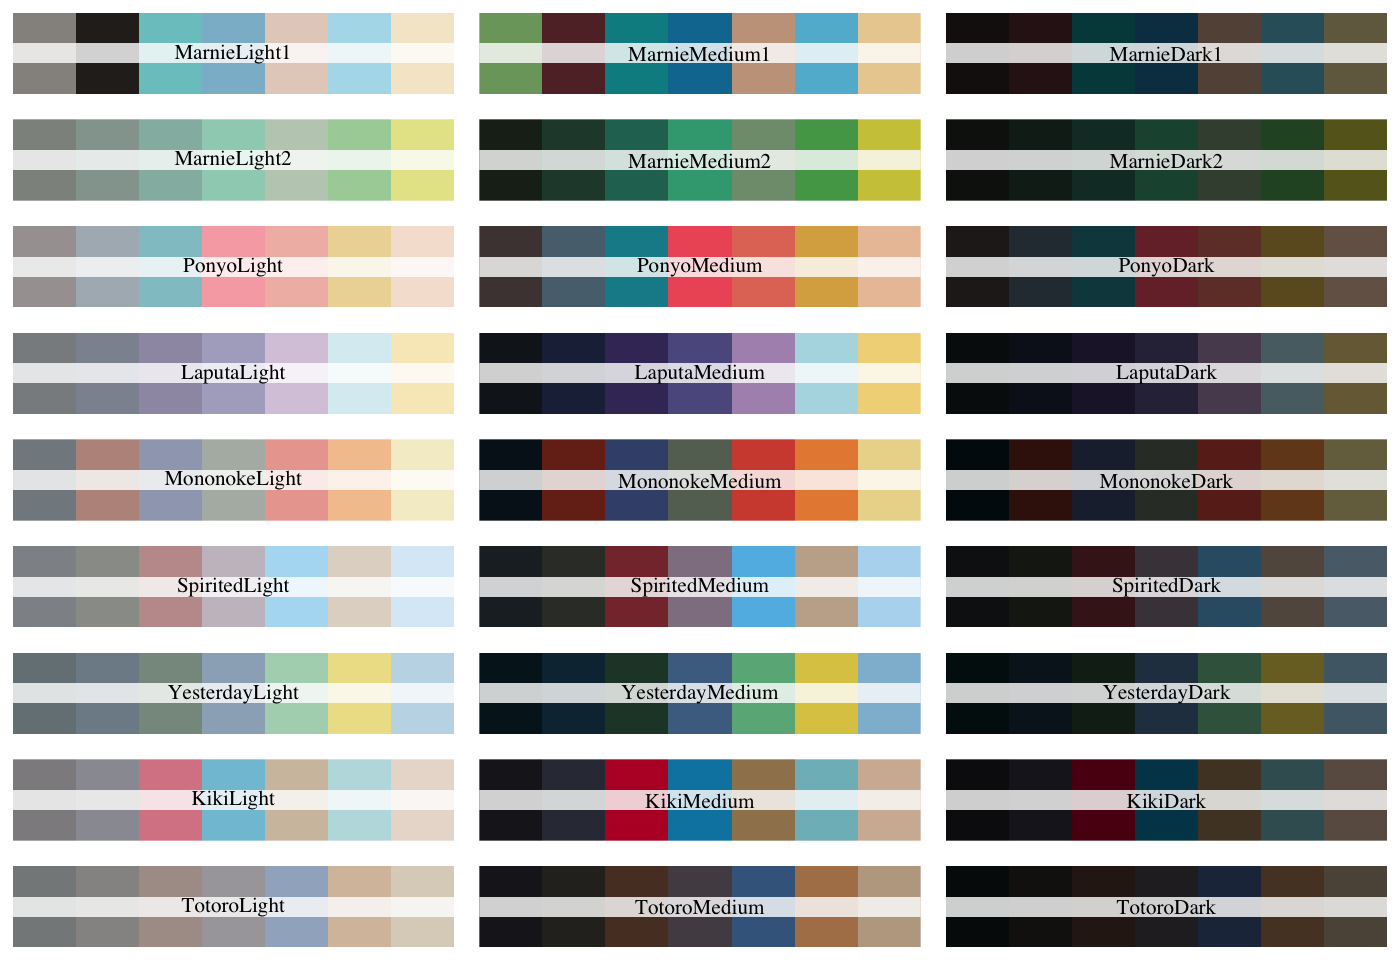 MarnieLight1
MarnieMedium1
MarnieDark1
MarnieLight2
MarnieMedium2
MarnieDark2
PonyoLight
PonyoMedium
PonyoDark
LaputaLight
LaputaMedium
LaputaDark
MononokeLight
MononokeMedium
MononokeDark
SpiritedLight
SpiritedMedium
SpiritedDark
YesterdayLight
YesterdayMedium
YesterdayDark
KikiLight
KikiMedium
KikiDark
TotoroLight
TotoroMedium
TotoroDark